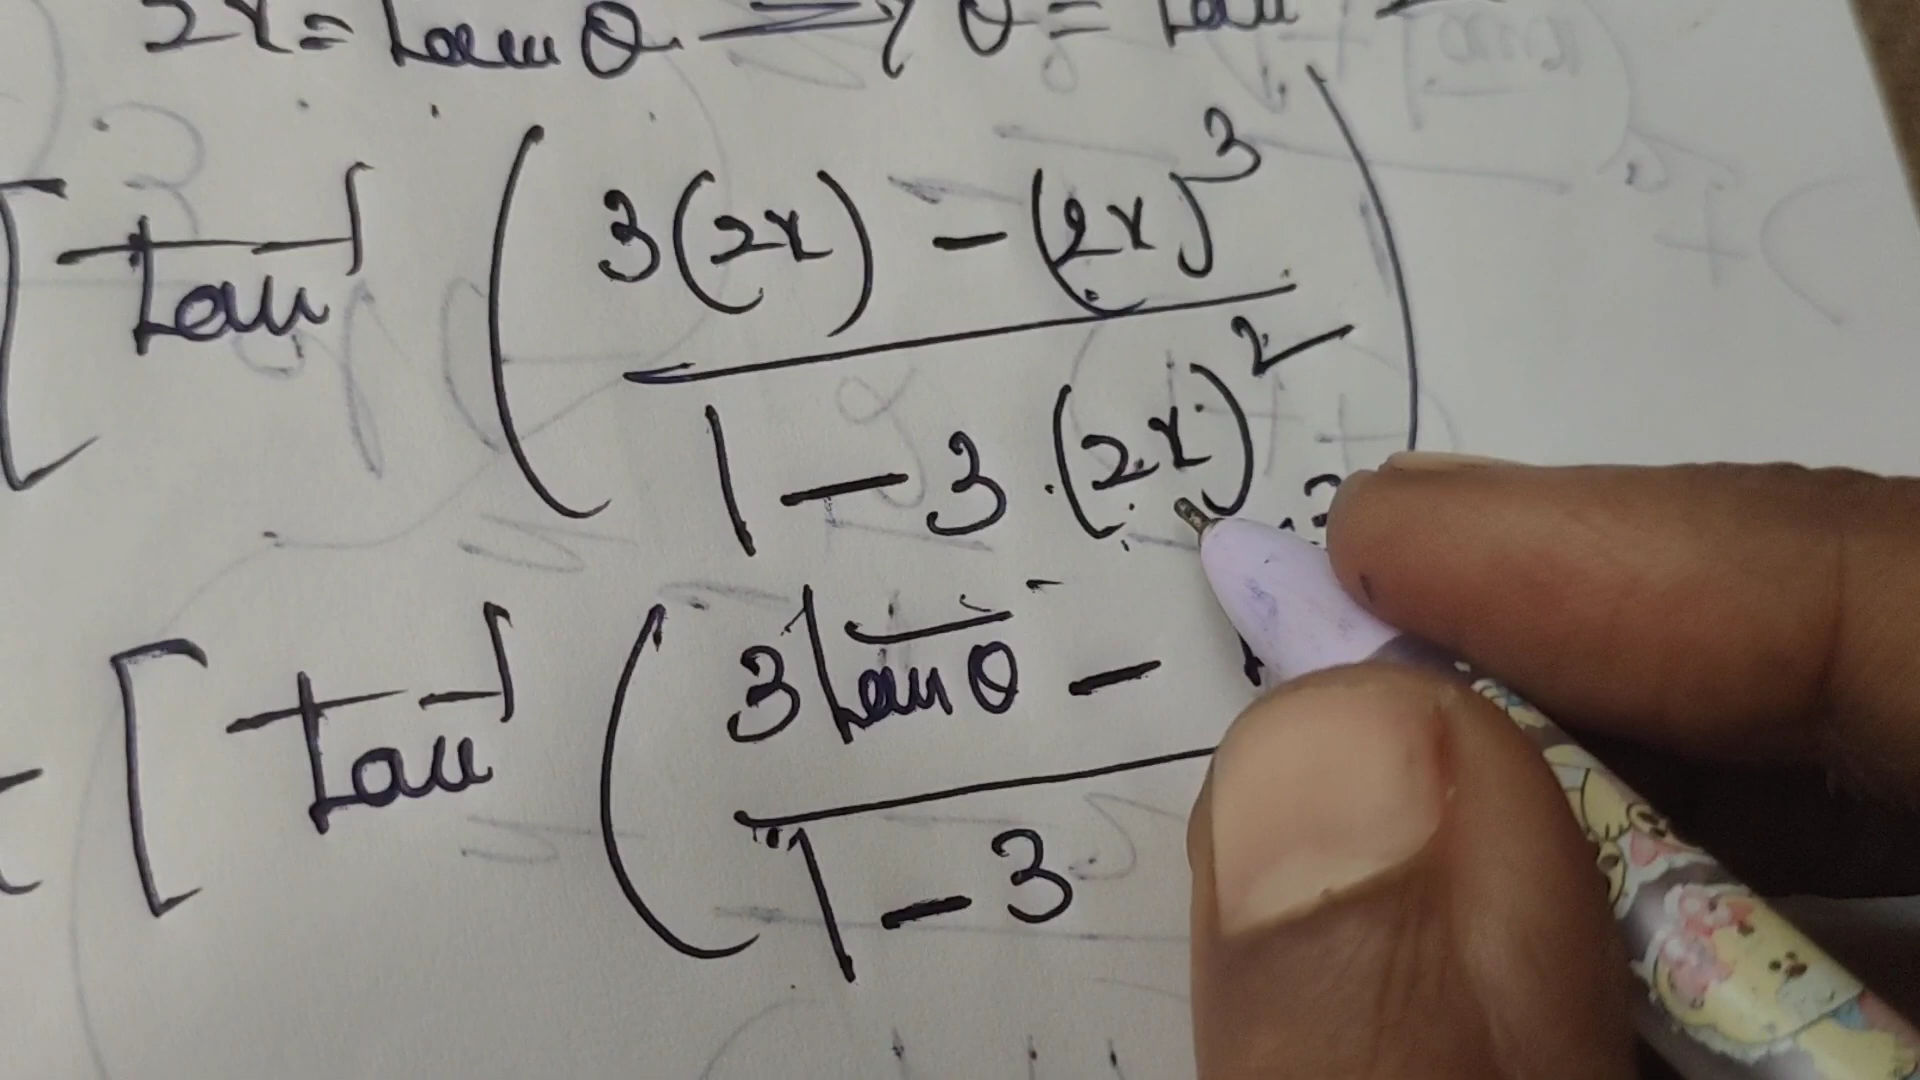 2x = tan θ ⟹ θ = tan
[ tan⁻¹ ( 3(2x) - (2x)³
1 - 3 · (2x)² )
[ tan⁻¹ ( 3 tan θ -
1 - 3